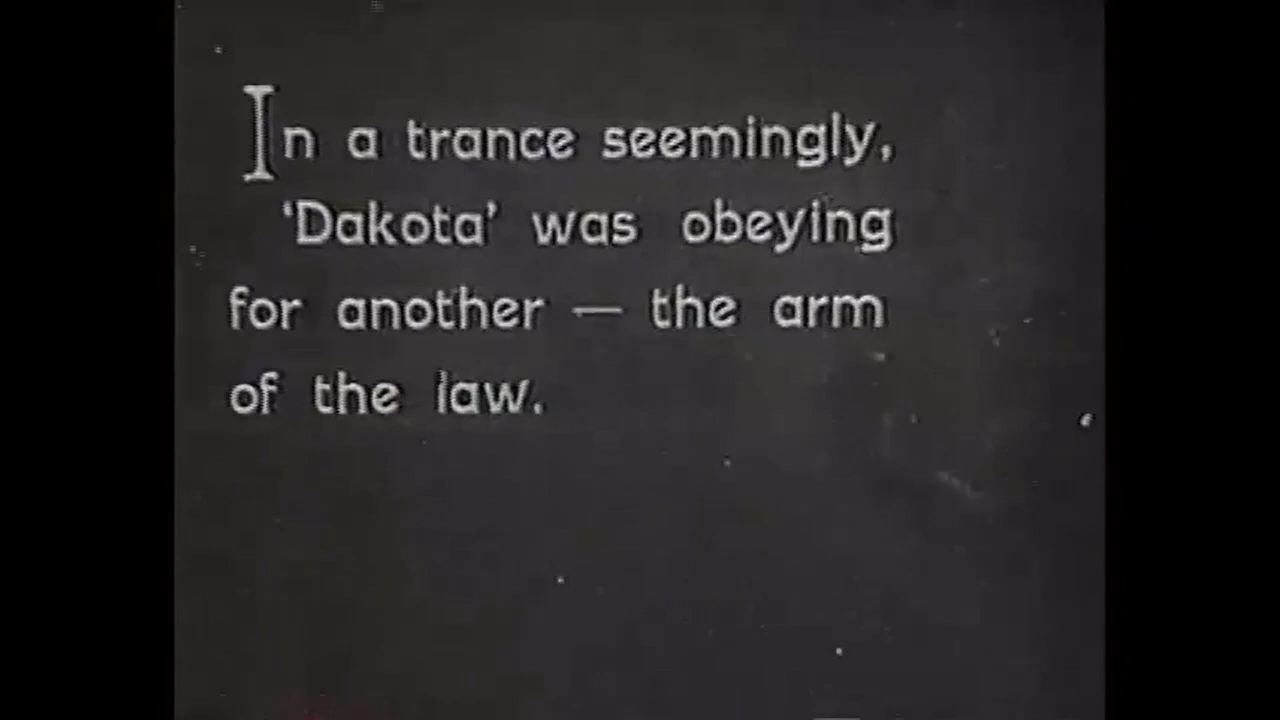 In a trance seemingly,
'Dakota' was obeying
for another — the arm
of the law.